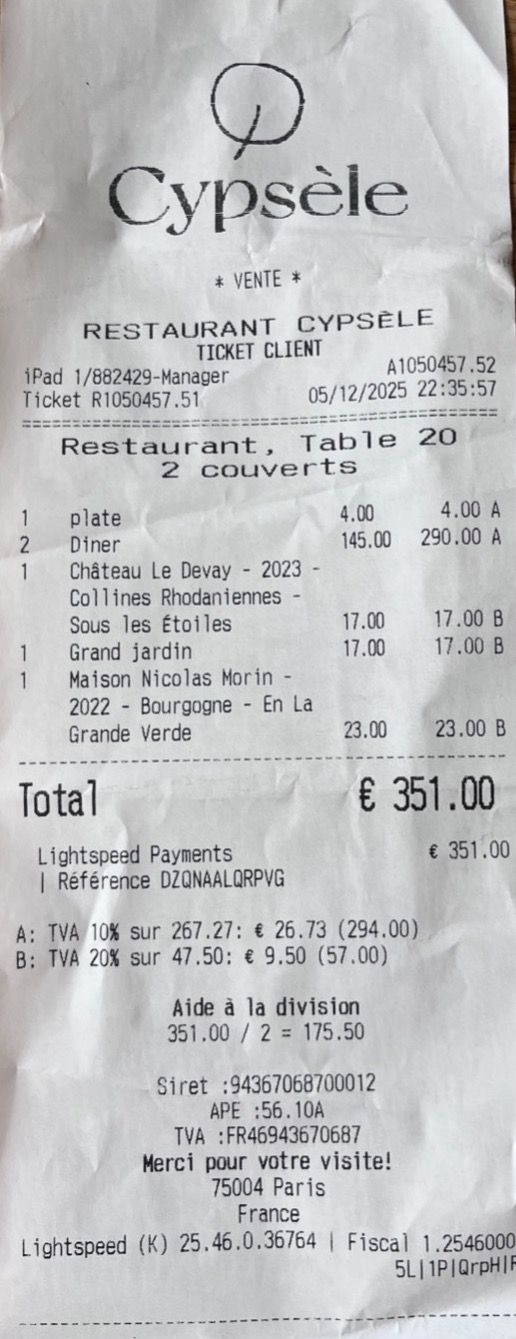 Cypsèle
* VENTE *
RESTAURANT CYPSÈLE
TICKET CLIENT
iPad 1/882429-Manager A1050457.52
Ticket R1050457.51 05/12/2025 22:35:57
Restaurant, Table 20
2 couverts
1 plate 4.00 4.00 A
2 Diner 145.00 290.00 A
1 Château Le Devay - 2023 -
Collines Rhodaniennes -
Sous les Étoiles 17.00 17.00 B
1 Grand jardin 17.00 17.00 B
1 Maison Nicolas Morin -
2022 - Bourgogne - En La
Grande Verde 23.00 23.00 B
Total € 351.00
Lightspeed Payments € 351.00
| Référence DZQNAALQRPVG
A: TVA 10% sur 267.27: € 26.73 (294.00)
B: TVA 20% sur 47.50: € 9.50 (57.00)
Aide à la division
351.00 / 2 = 175.50
Siret :94367068700012
APE :56.10A
TVA :FR46943670687
Merci pour votre visite!
75004 Paris
France
Lightspeed (K) 25.46.0.36764 | Fiscal 1.2546000
5L|1P|QrpH|F